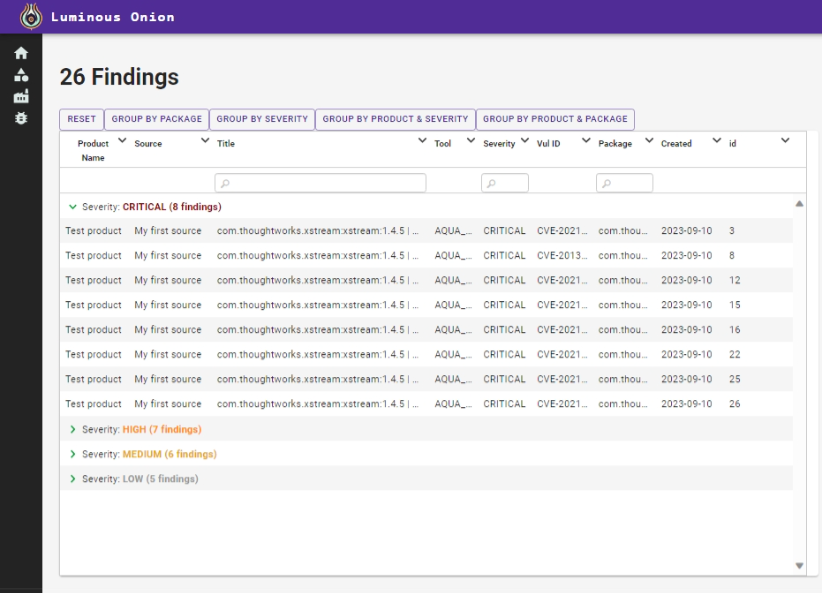 Luminous Onion
26 Findings
RESET GROUP BY PACKAGE GROUP BY SEVERITY GROUP BY PRODUCT & SEVERITY GROUP BY PRODUCT & PACKAGE
Product Name Source Title Tool Severity Vul ID Package Created id
Severity: CRITICAL (8 findings)
Test product My first source com.thoughtworks.xstream:xstream:1.4.5 | ... AQUA_... CRITICAL CVE-2021... com.thou... 2023-09-10 3
Test product My first source com.thoughtworks.xstream:xstream:1.4.5 | ... AQUA_... CRITICAL CVE-2013... com.thou... 2023-09-10 8
Test product My first source com.thoughtworks.xstream:xstream:1.4.5 | ... AQUA_... CRITICAL CVE-2021... com.thou... 2023-09-10 12
Test product My first source com.thoughtworks.xstream:xstream:1.4.5 | ... AQUA_... CRITICAL CVE-2021... com.thou... 2023-09-10 15
Test product My first source com.thoughtworks.xstream:xstream:1.4.5 | ... AQUA_... CRITICAL CVE-2021... com.thou... 2023-09-10 16
Test product My first source com.thoughtworks.xstream:xstream:1.4.5 | ... AQUA_... CRITICAL CVE-2021... com.thou... 2023-09-10 22
Test product My first source com.thoughtworks.xstream:xstream:1.4.5 | ... AQUA_... CRITICAL CVE-2021... com.thou... 2023-09-10 25
Test product My first source com.thoughtworks.xstream:xstream:1.4.5 | ... AQUA_... CRITICAL CVE-2021... com.thou... 2023-09-10 26
Severity: HIGH (7 findings)
Severity: MEDIUM (6 findings)
Severity: LOW (5 findings)